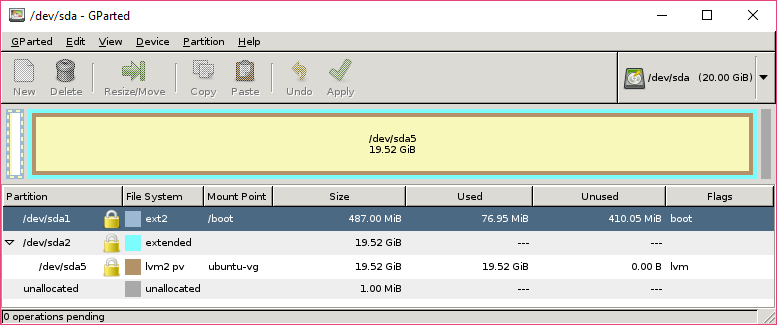 /dev/sda - GParted
GParted Edit View Device Partition Help
New Delete Resize/Move Copy Paste Undo Apply /dev/sda (20.00 GiB)
/dev/sda5
19.52 GiB
Partition File System Mount Point Size Used Unused Flags
/dev/sda1 ext2 /boot 487.00 MiB 76.95 MiB 410.05 MiB boot
/dev/sda2 extended 19.52 GiB --- ---
/dev/sda5 lvm2 pv ubuntu-vg 19.52 GiB 19.52 GiB 0.00 B lvm
unallocated unallocated 1.00 MiB --- ---
0 operations pending